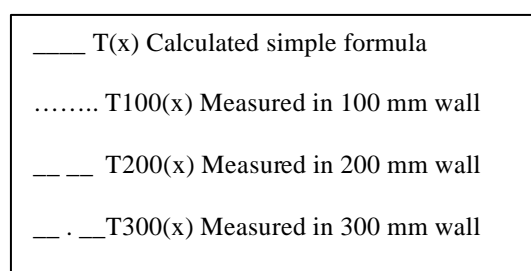 ____ T(x) Calculated simple formula
…….. T100(x) Measured in 100 mm wall
__ __ T200(x) Measured in 200 mm wall
__ . __T300(x) Measured in 300 mm wall